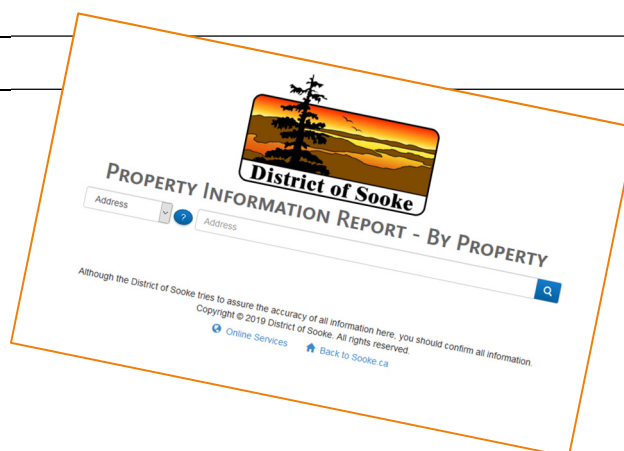 District of Sooke
PROPERTY INFORMATION REPORT - BY PROPERTY
Address ? Address
Although the District of Sooke tries to assure the accuracy of all information here, you should confirm all information.
Copyright © 2019 District of Sooke. All rights reserved.
Online Services Back to Sooke.ca